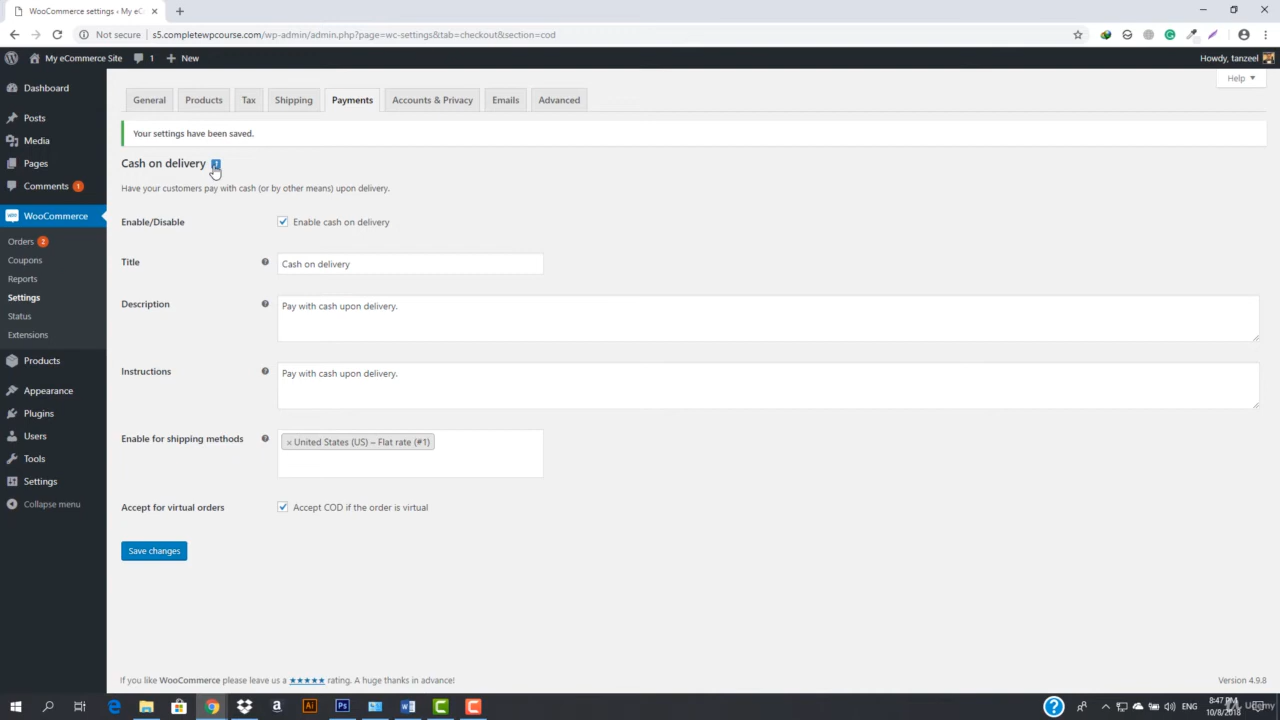 WooCommerce settings ‹ My eC
Not secure
s5.completewpcourse.com/wp-admin/admin.php?page=wc-settings&tab=checkout&section=cod
My eCommerce Site
1
New
Howdy, tanzeel
Help
Dashboard
Posts
Media
Pages
Comments 1
WooCommerce
Orders 2
Coupons
Reports
Settings
Status
Extensions
Products
Appearance
Plugins
Users
Tools
Settings
Collapse menu
General
Products
Tax
Shipping
Payments
Accounts & Privacy
Emails
Advanced
Your settings have been saved.
Cash on delivery
Have your customers pay with cash (or by other means) upon delivery.
Enable/Disable
Enable cash on delivery
Title
Cash on delivery
Description
Pay with cash upon delivery.
Instructions
Pay with cash upon delivery.
Enable for shipping methods
× United States (US) – Flat rate (#1)
Accept for virtual orders
Accept COD if the order is virtual
Save changes
If you like WooCommerce please leave us a ★★★★★ rating. A huge thanks in advance!
Version 4.9.8
ENG
8:47 PM
10/8/2018
Udemy